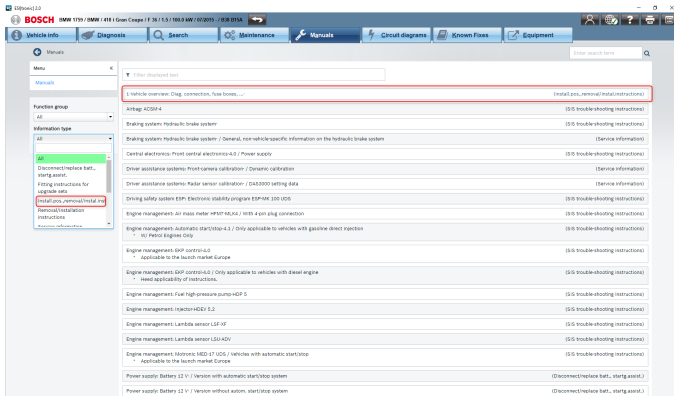 ESI[tronic] 2.0
BOSCH BMW 1759 / BMW / 418 i Gran Coupe / F 36 / 1.5 / 100.0 kW / 07/2015 - / B38 B15A
Vehicle info
Diagnosis
Search
Maintenance
Manuals
Circuit diagrams
Known Fixes
Equipment
Manuals
Enter search term
Menu
Manuals
Filter displayed text
Function group
All
Information type
All
All
Disconnect/replace batt.,
startg.assist.
Fitting instructions for
upgrade sets
Install.pos.,removal/instal.ins
Removal/installation
instructions
Service information
1-Vehicle overview: Diag. connection, fuse boxes, ...- (Install.pos.,removal/instal.instructions)
Airbag: AOSM-4 (SIS trouble-shooting instructions)
Braking system: Hydraulic brake system- (SIS trouble-shooting instructions)
Braking system: Hydraulic brake system- / General, non-vehicle-specific information on the hydraulic brake system (Service information)
Central electronics: Front central electronics-4.0 / Power supply (SIS trouble-shooting instructions)
Driver assistance systems: Front-camera calibration- / Dynamic calibration (Service information)
Driver assistance systems: Radar sensor calibration- / DAS3000 setting data (Service information)
Driving safety system ESP: Electronic stability program ESP-MK 100 UDS (SIS trouble-shooting instructions)
Engine management: Air mass meter HFM7-MLK4 / With 4-pin plug connection (SIS trouble-shooting instructions)
Engine management: Automatic start/stop-4.1 / Only applicable to vehicles with gasoline direct injection (SIS trouble-shooting instructions)
W/ Petrol Engines Only
Engine management: EKP control-4.0 (SIS trouble-shooting instructions)
Applicable to the launch market Europe
Engine management: EKP control-4.0 / Only applicable to vehicles with diesel engine (SIS trouble-shooting instructions)
Heed applicability of instructions.
Engine management: Fuel high-pressure pump-HDP 5 (SIS trouble-shooting instructions)
Engine management: Injector-HDEV 5.2 (SIS trouble-shooting instructions)
Engine management: Lambda sensor LSF-XF (SIS trouble-shooting instructions)
Engine management: Lambda sensor LSU-ADV (SIS trouble-shooting instructions)
Engine management: Motronic MED-17 UDS / Vehicles with automatic start/stop (SIS trouble-shooting instructions)
Applicable to the launch market Europe
Power supply: Battery 12 V- / Version with automatic start/stop system (Disconnect/replace batt., startg.assist.)
Power supply: Battery 12 V- / Version without autom. start/stop system (Disconnect/replace batt., startg.assist.)